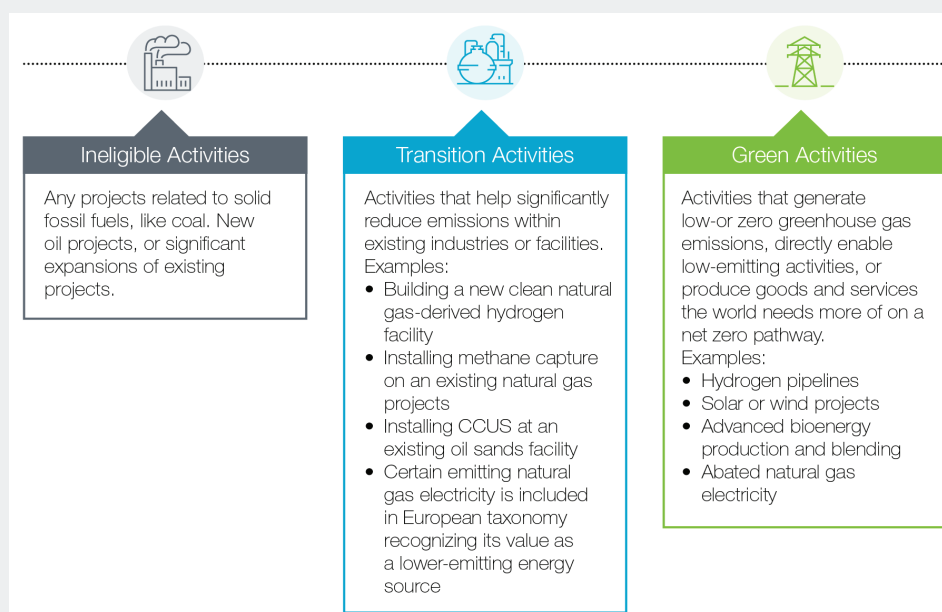 Ineligible Activities
Any projects related to solid
fossil fuels, like coal. New
oil projects, or significant
expansions of existing
projects.
Transition Activities
Activities that help significantly
reduce emissions within
existing industries or facilities.
Examples:
• Building a new clean natural
gas-derived hydrogen
facility
• Installing methane capture
on an existing natural gas
projects
• Installing CCUS at an
existing oil sands facility
• Certain emitting natural
gas electricity is included
in European taxonomy
recognizing its value as
a lower-emitting energy
source
Green Activities
Activities that generate
low-or zero greenhouse gas
emissions, directly enable
low-emitting activities, or
produce goods and services
the world needs more of on a
net zero pathway.
Examples:
• Hydrogen pipelines
• Solar or wind projects
• Advanced bioenergy
production and blending
• Abated natural gas
electricity